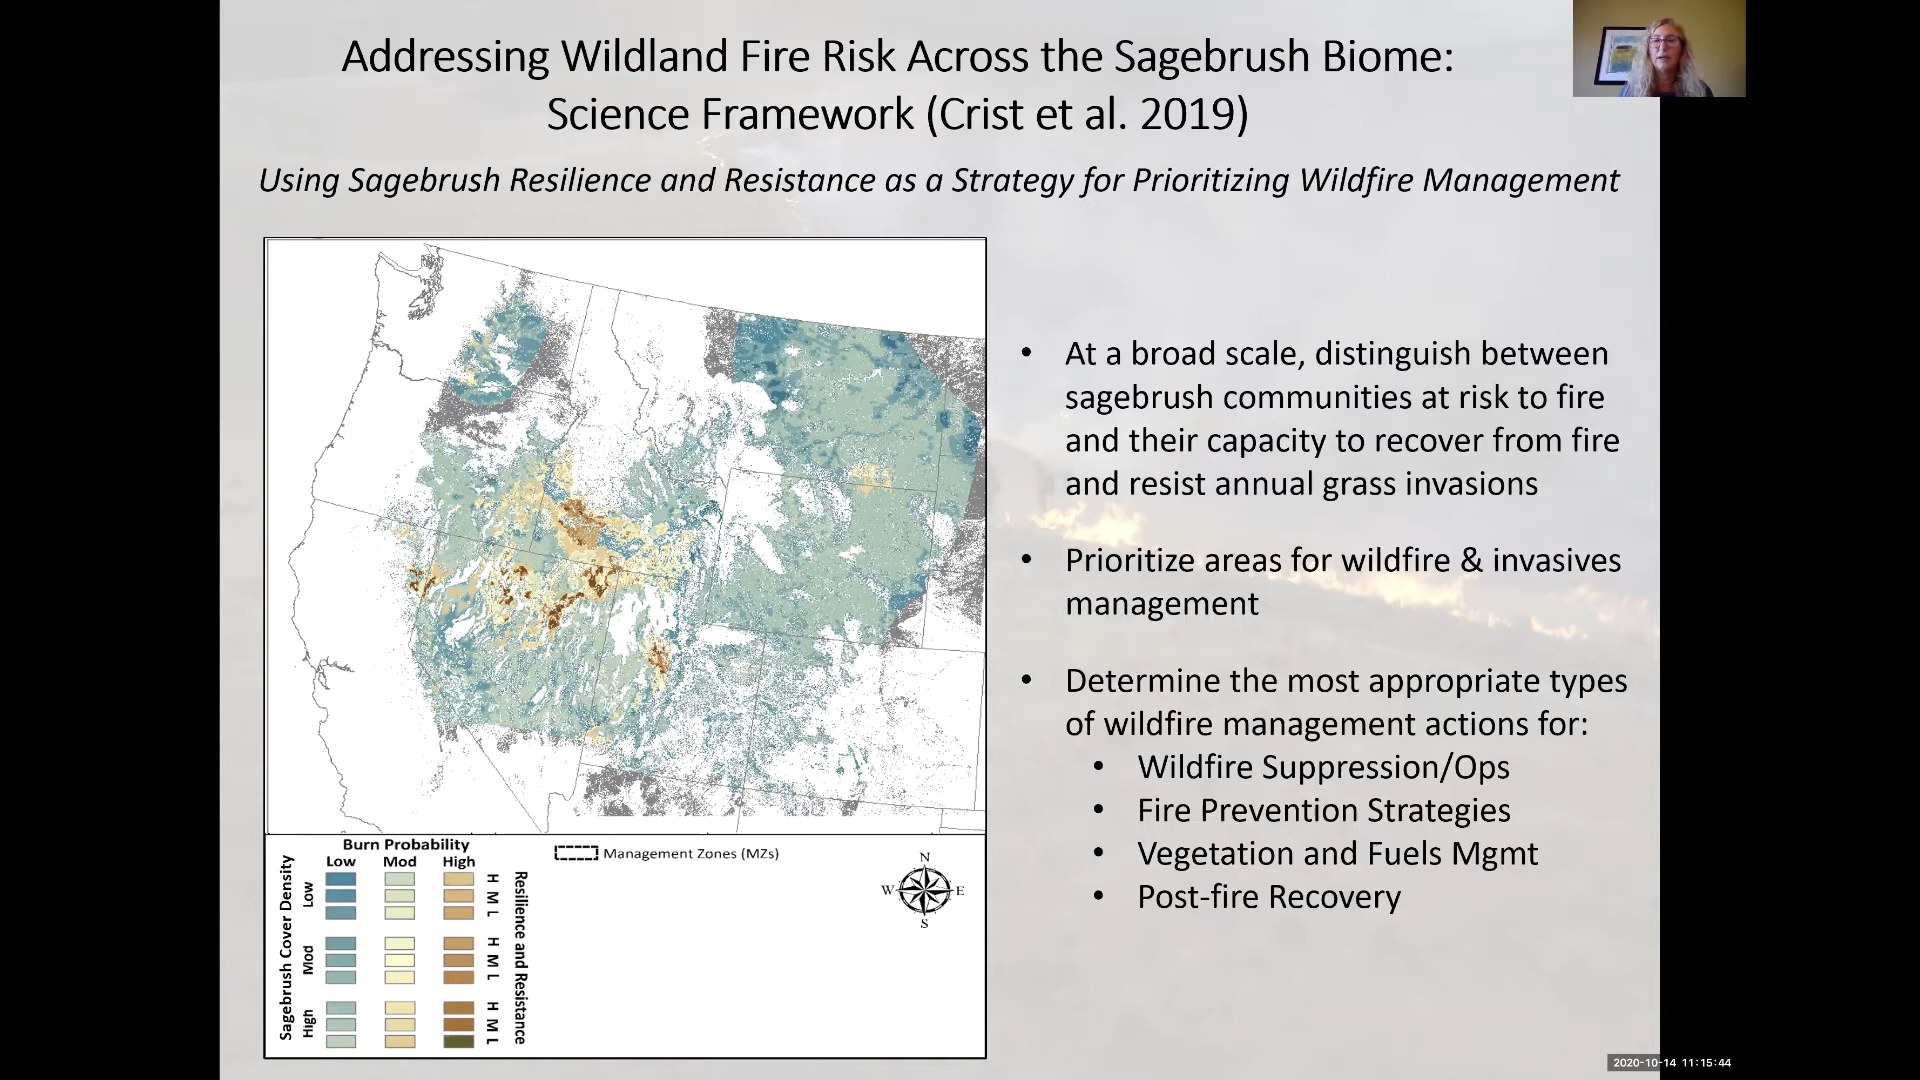 Addressing Wildland Fire Risk Across the Sagebrush Biome:
Science Framework (Crist et al. 2019)
Using Sagebrush Resilience and Resistance as a Strategy for Prioritizing Wildfire Management
• At a broad scale, distinguish between
sagebrush communities at risk to fire
and their capacity to recover from fire
and resist annual grass invasions
• Prioritize areas for wildfire & invasives
management
• Determine the most appropriate types
of wildfire management actions for:
• Wildfire Suppression/Ops
• Fire Prevention Strategies
• Vegetation and Fuels Mgmt
• Post-fire Recovery
Burn Probability
Low Mod High
Sagebrush Cover Density
Low
Mod
High
H
M
L
H
M
L
H
M
L
Resilience and Resistance
Management Zones (MZs)
N
W E
S
2020-10-14 11:15:44